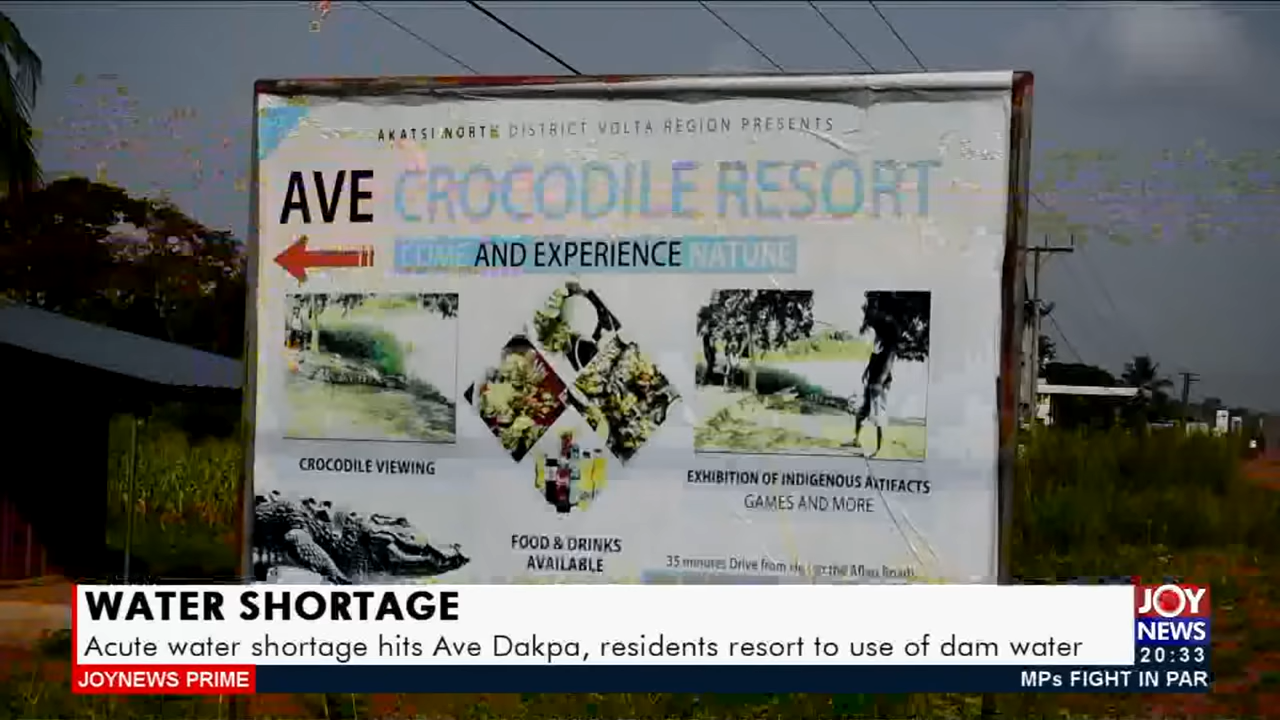 AKATSI NORTH DISTRICT VOLTA REGION PRESENTS
AVE CROCODILE RESORT
COME AND EXPERIENCE NATURE
CROCODILE VIEWING
FOOD & DRINKS
AVAILABLE
EXHIBITION OF INDIGENOUS ARTIFACTS
GAMES AND MORE
35 minutes Drive from
WATER SHORTAGE
Acute water shortage hits Ave Dakpa, residents resort to use of dam water
JOY
NEWS
20:33
JOYNEWS PRIME
MPs FIGHT IN PAR